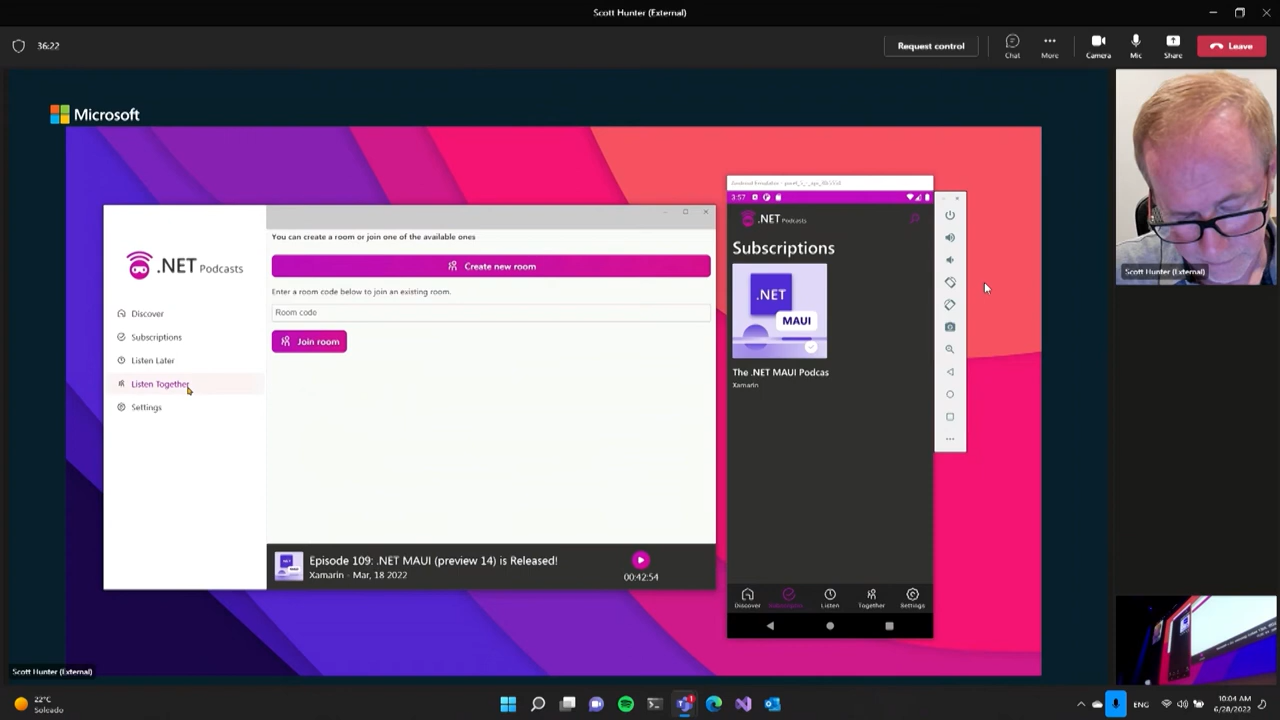 Scott Hunter (External)
36:22
Request control
Chat
More
Camera
Mic
Share
Leave
Microsoft
.NET Podcasts
Discover
Subscriptions
Listen Later
Listen Together
Settings
You can create a room or join one of the available ones
Create new room
Enter a room code below to join an existing room.
Room code
Join room
Episode 109: .NET MAUI (preview 14) is Released!
Xamarin - Mar, 18 2022
00:42:54
3:57
.NET Podcasts
Subscriptions
.NET
MAUI
The .NET MAUI Podcas
Xamarin
Discover
Listen
Together
Settings
Scott Hunter (External)
Scott Hunter (External)
22°C
Soleado
1
ENG
10:04 AM
6/28/2022